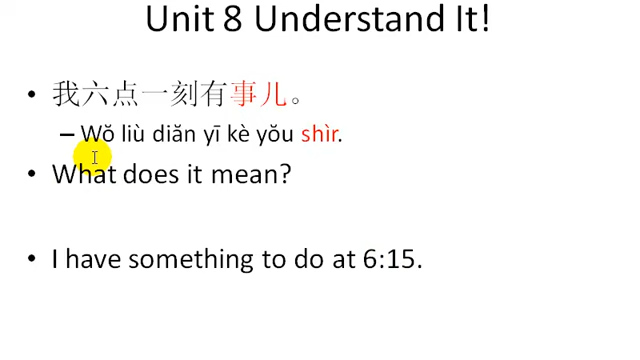 Unit 8 Understand It!
• 我六点一刻有事儿。
– Wǒ liù diǎn yī kè yǒu shìr.
• What does it mean?
• I have something to do at 6:15.